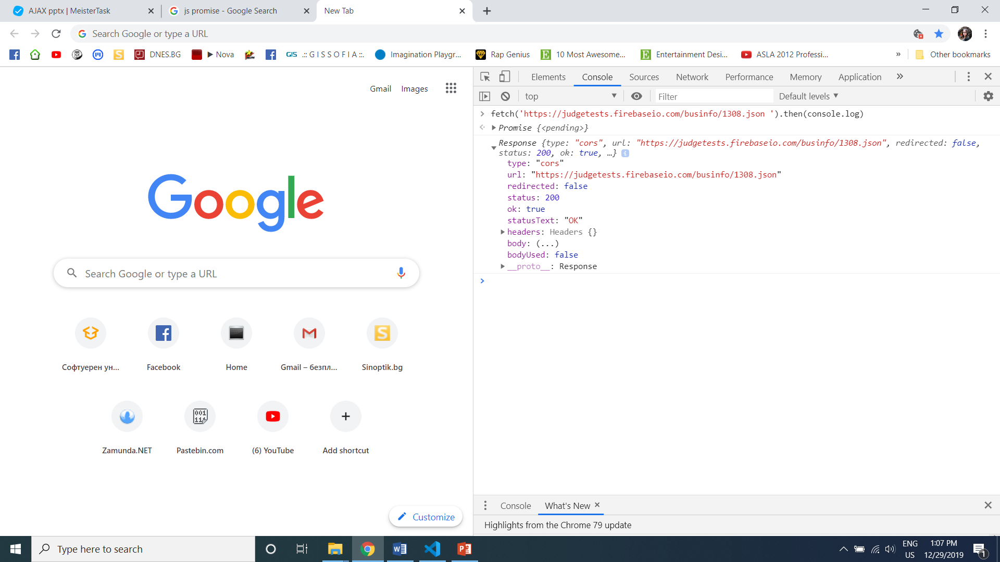 AJAX pptx | MeisterTask
js promise - Google Search
New Tab
Search Google or type a URL
DNES.BG
▶ Nova
GIS .:: G I S S O F I A ::.
Imagination Playgr...
Rap Genius
10 Most Awesome...
Entertainment Desi...
ASLA 2012 Professi...
»
Other bookmarks
Gmail
Images
Google
Search Google or type a URL
Софтуерен ун...
Facebook
Home
Gmail – безпл...
Sinoptik.bg
Zamunda.NET
Pastebin.com
(6) YouTube
Add shortcut
Customize
Elements
Console
Sources
Network
Performance
Memory
Application
»
top
Filter
Default levels
fetch('https://judgetests.firebaseio.com/businfo/1308.json ').then(console.log)
Promise {<pending>}
Response {type: "cors", url: "https://judgetests.firebaseio.com/businfo/1308.json", redirected: false,
status: 200, ok: true, …}
type: "cors"
url: "https://judgetests.firebaseio.com/businfo/1308.json"
redirected: false
status: 200
ok: true
statusText: "OK"
headers: Headers {}
body: (...)
bodyUsed: false
__proto__: Response
Console
What's New
Highlights from the Chrome 79 update
Type here to search
ENG
US
1:07 PM
12/29/2019
1